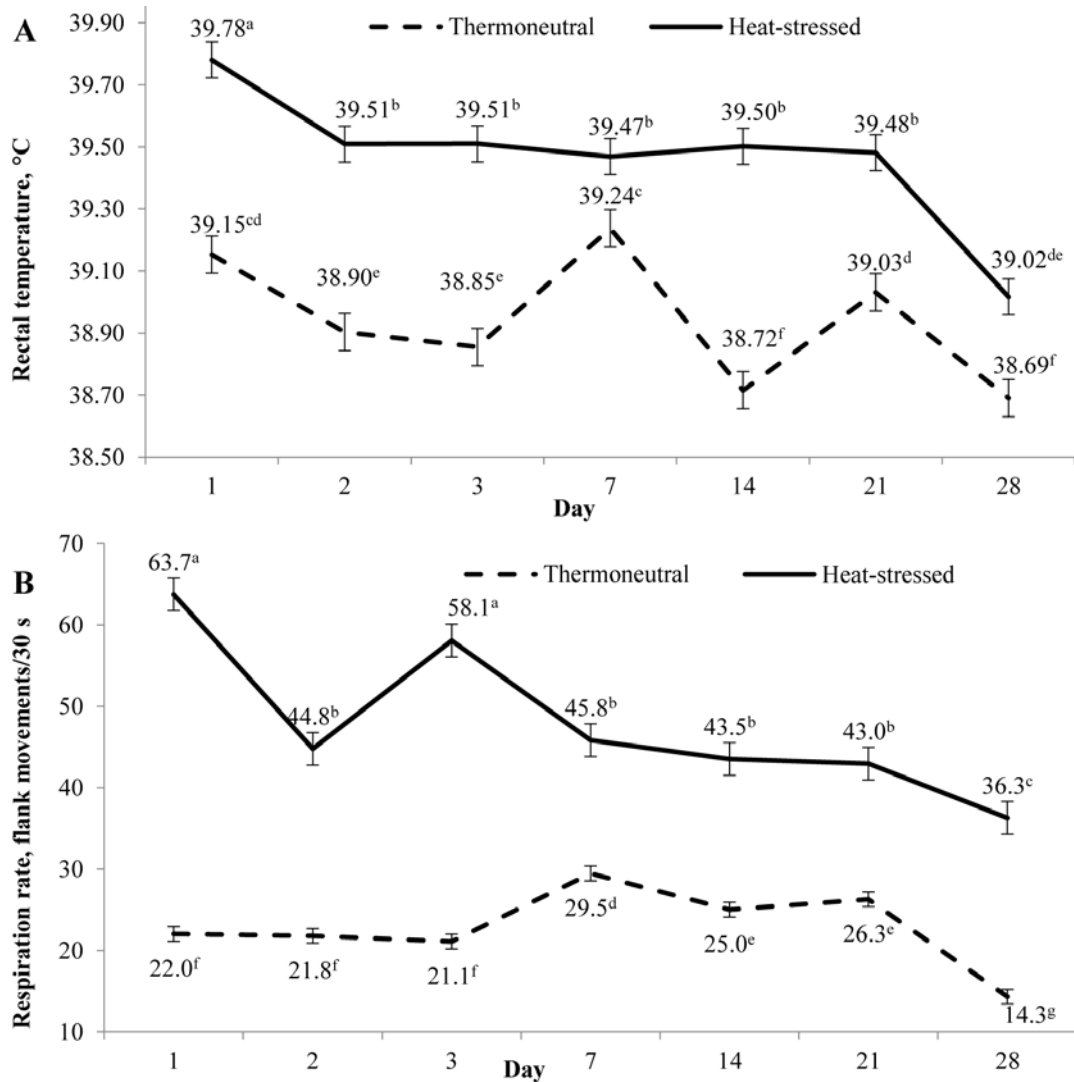 A
Thermoneutral Heat-stressed
Rectal temperature, °C
39.90
39.70
39.50
39.30
39.10
38.90
38.70
38.50
39.78ᵃ
39.51ᵇ
39.51ᵇ
39.47ᵇ
39.50ᵇ
39.48ᵇ
39.02ᵈᵉ
39.15ᶜᵈ
38.90ᵉ
38.85ᵉ
39.24ᶜ
38.72ᶠ
39.03ᵈ
38.69ᶠ
1 2 3 7 14 21 28
Day
B
Thermoneutral Heat-stressed
Respiration rate, flank movements/30 s
70
60
50
40
30
20
10
63.7ᵃ
44.8ᵇ
58.1ᵃ
45.8ᵇ
43.5ᵇ
43.0ᵇ
36.3ᶜ
22.0ᶠ
21.8ᶠ
21.1ᶠ
29.5ᵈ
25.0ᵉ
26.3ᵉ
14.3ᵍ
1 2 3 7 14 21 28
Day